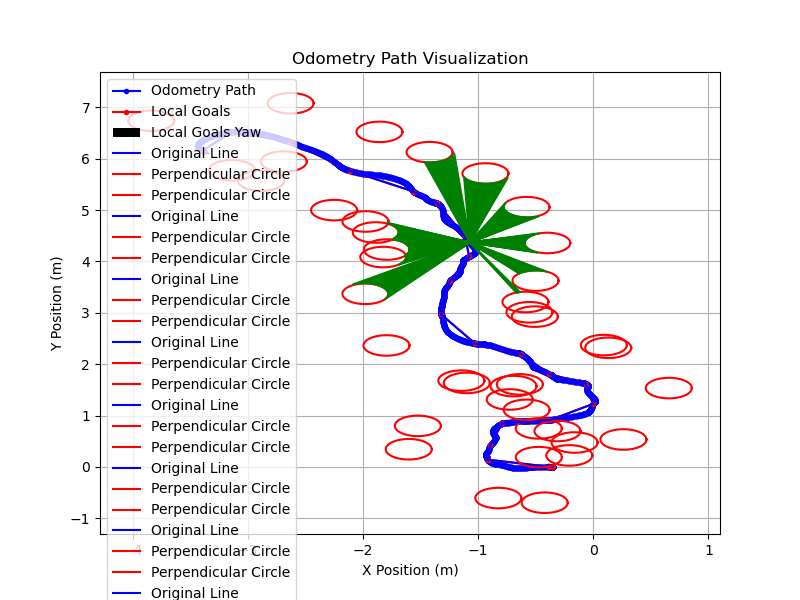 Odometry Path Visualization
Y Position (m)
7
6
5
4
3
2
1
0
−1
−4
−3
−2
−1
0
1
X Position (m)
Odometry Path
Local Goals
Local Goals Yaw
Original Line
Perpendicular Circle
Perpendicular Circle
Original Line
Perpendicular Circle
Perpendicular Circle
Original Line
Perpendicular Circle
Perpendicular Circle
Original Line
Perpendicular Circle
Perpendicular Circle
Original Line
Perpendicular Circle
Perpendicular Circle
Original Line
Perpendicular Circle
Perpendicular Circle
Original Line
Perpendicular Circle
Perpendicular Circle
Original Line